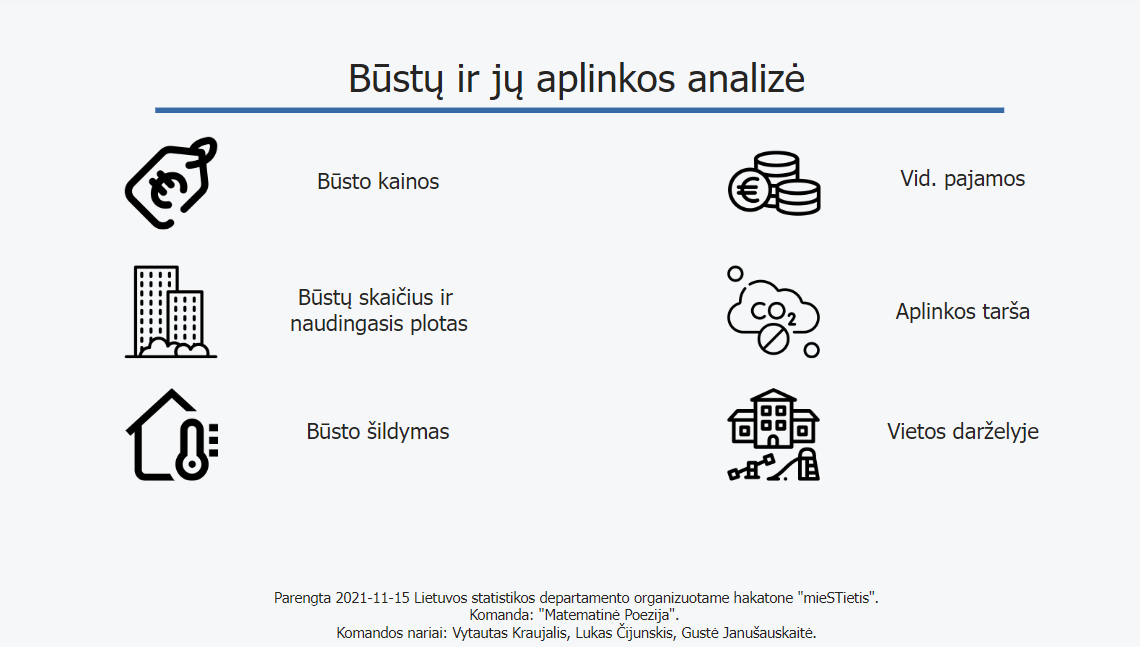 Būstų ir jų aplinkos analizė
Būsto kainos
Vid. pajamos
Būstų skaičius ir
naudingasis plotas
CO2
Aplinkos tarša
Būsto šildymas
Vietos darželyje
Parengta 2021-11-15 Lietuvos statistikos departamento organizuotame hakatone "mieSTietis".
Komanda: "Matematinė Poezija".
Komandos nariai: Vytautas Kraujalis, Lukas Čijunskis, Gustė Janušauskaitė.